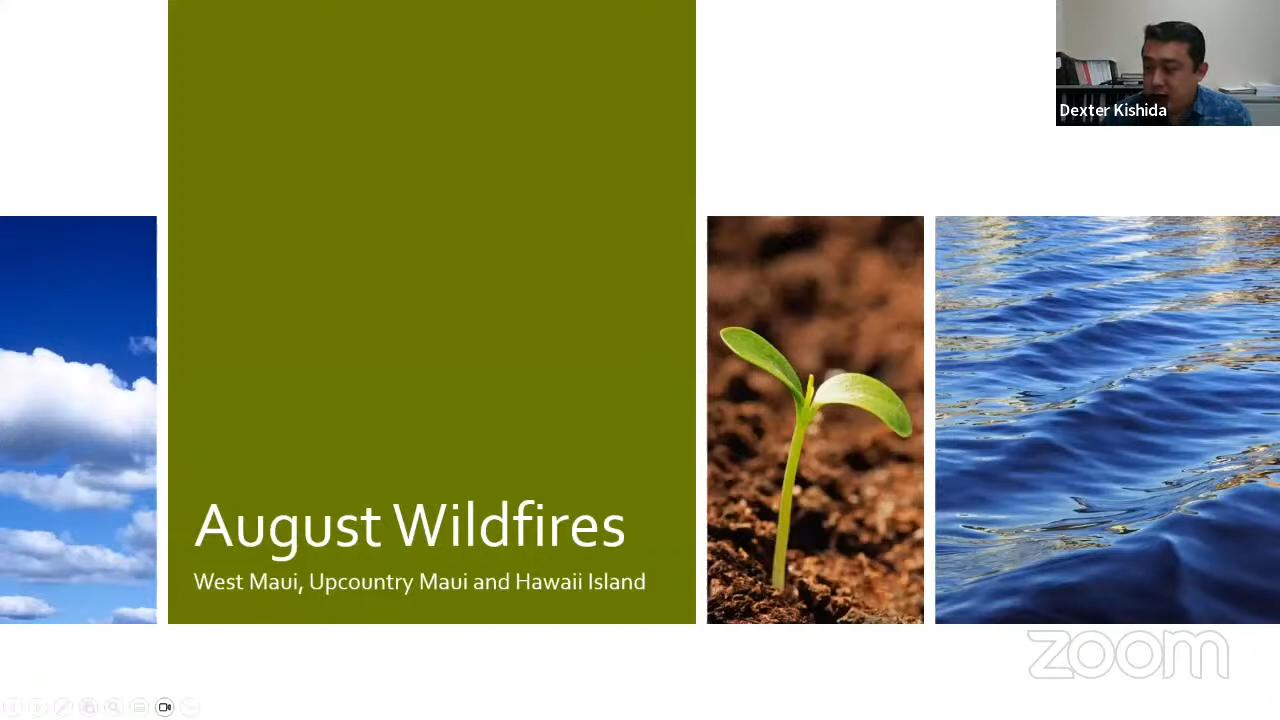 Dexter Kishida
August Wildfires
West Maui, Upcountry Maui and Hawaii Island
zoom